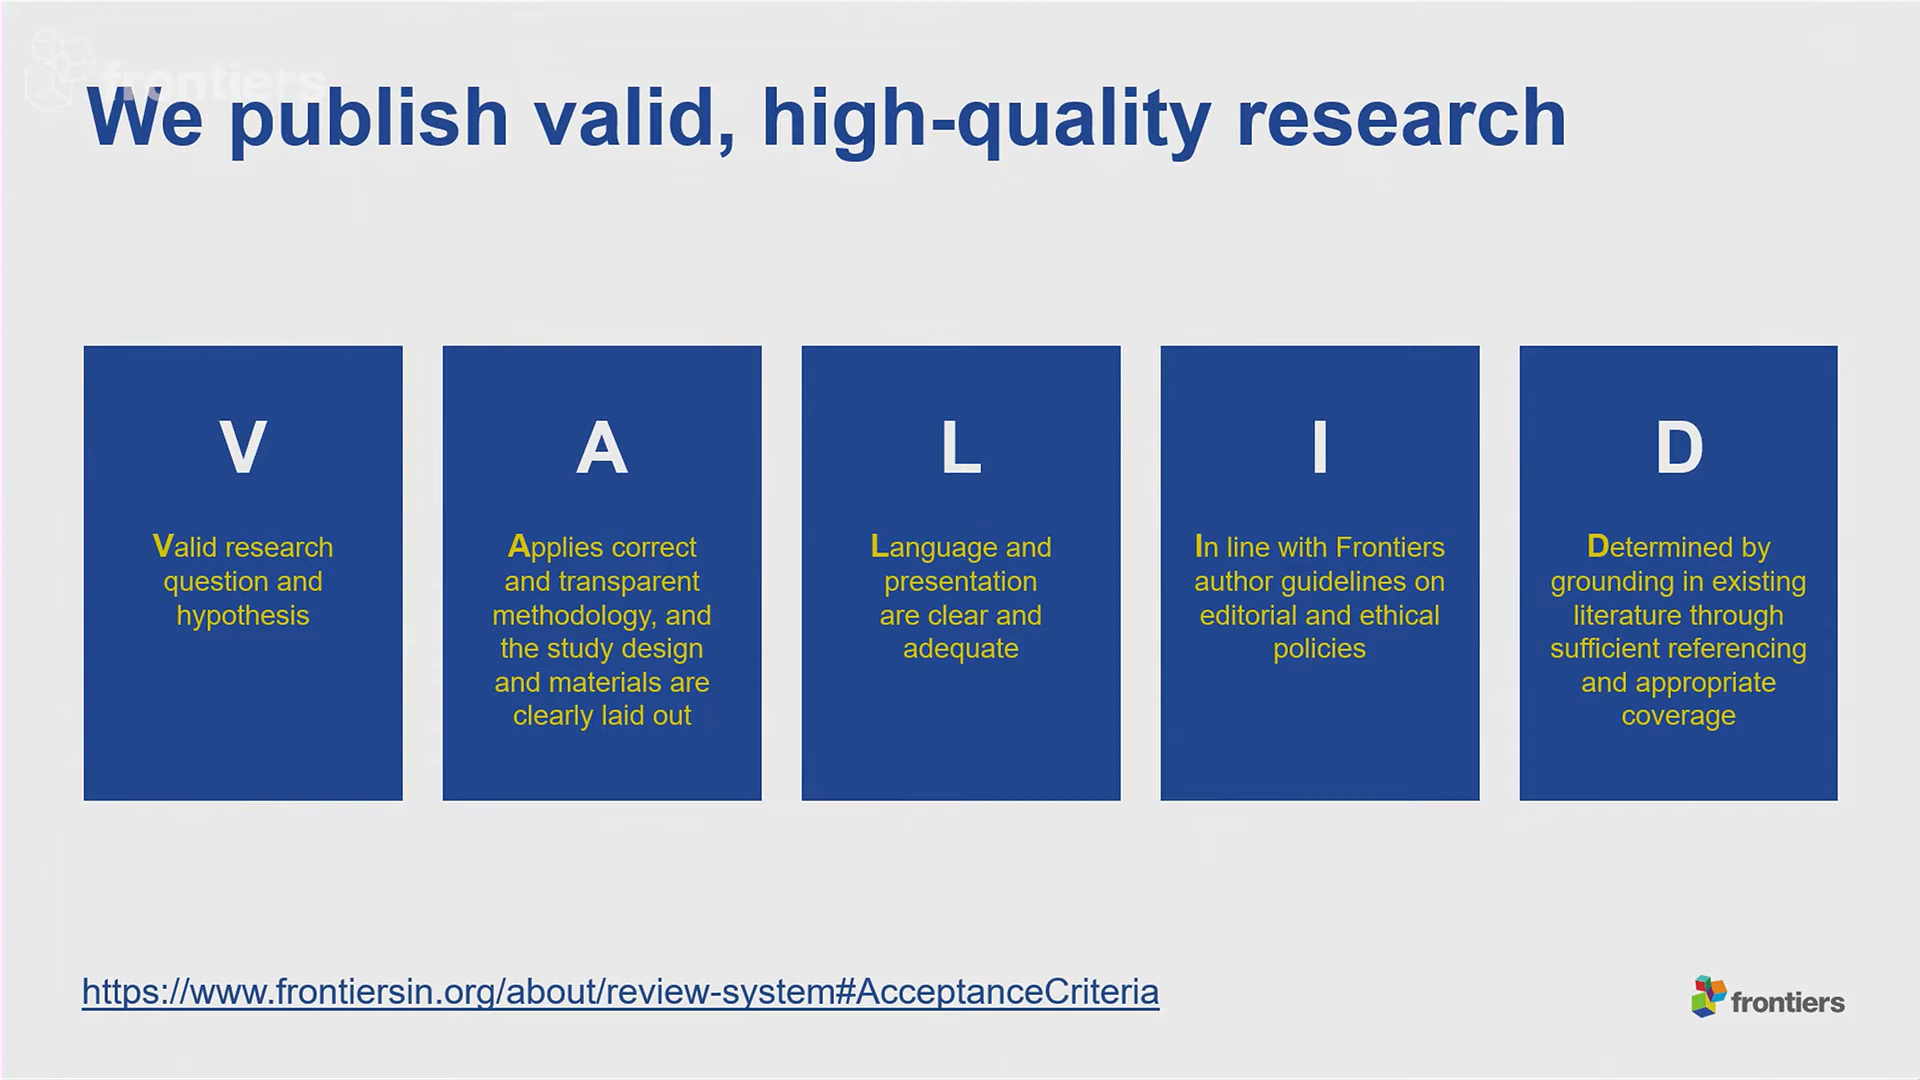 frontiers
We publish valid, high-quality research
V
Valid research
question and
hypothesis
A
Applies correct
and transparent
methodology, and
the study design
and materials are
clearly laid out
L
Language and
presentation
are clear and
adequate
I
In line with Frontiers
author guidelines on
editorial and ethical
policies
D
Determined by
grounding in existing
literature through
sufficient referencing
and appropriate
coverage
https://www.frontiersin.org/about/review-system#AcceptanceCriteria
frontiers